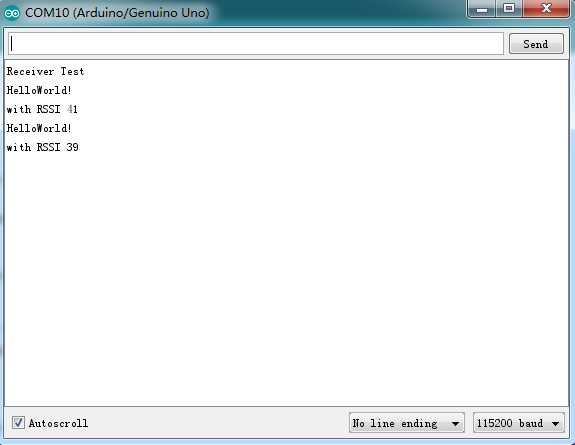 COM10 (Arduino/Genuino Uno)
Send
Receiver Test
HelloWorld!
with RSSI 41
HelloWorld!
with RSSI 39
Autoscroll
No line ending
115200 baud